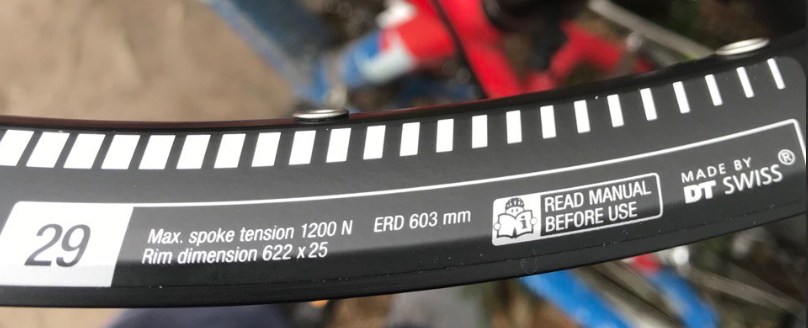 29
Max. spoke tension 1200 N
Rim dimension 622 x 25
ERD 603 mm
READ MANUAL
BEFORE USE
MADE BY
DT SWISS®